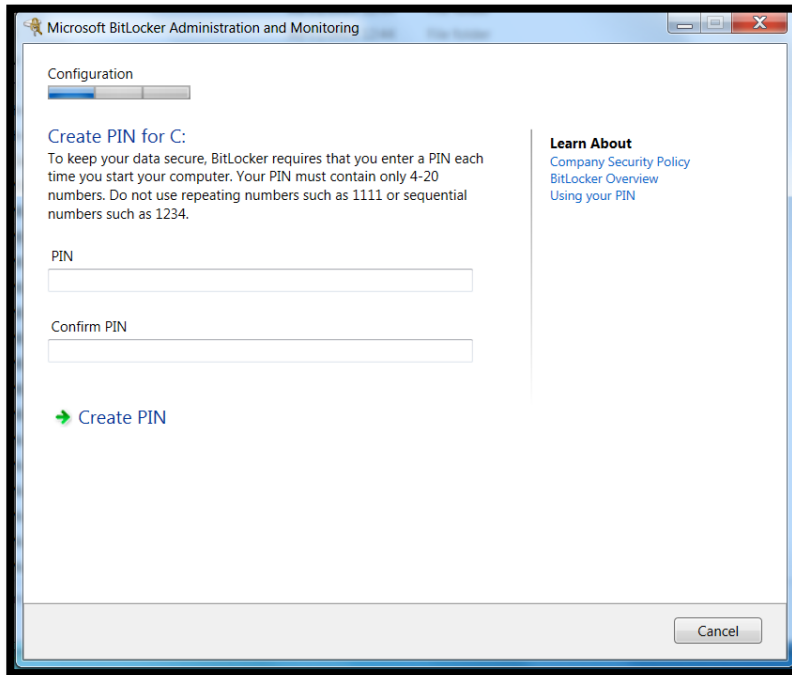 Microsoft BitLocker Administration and Monitoring
Configuration
Create PIN for C:
To keep your data secure, BitLocker requires that you enter a PIN each
time you start your computer. Your PIN must contain only 4-20
numbers. Do not use repeating numbers such as 1111 or sequential
numbers such as 1234.
PIN
Confirm PIN
Create PIN
Learn About
Company Security Policy
BitLocker Overview
Using your PIN
Cancel